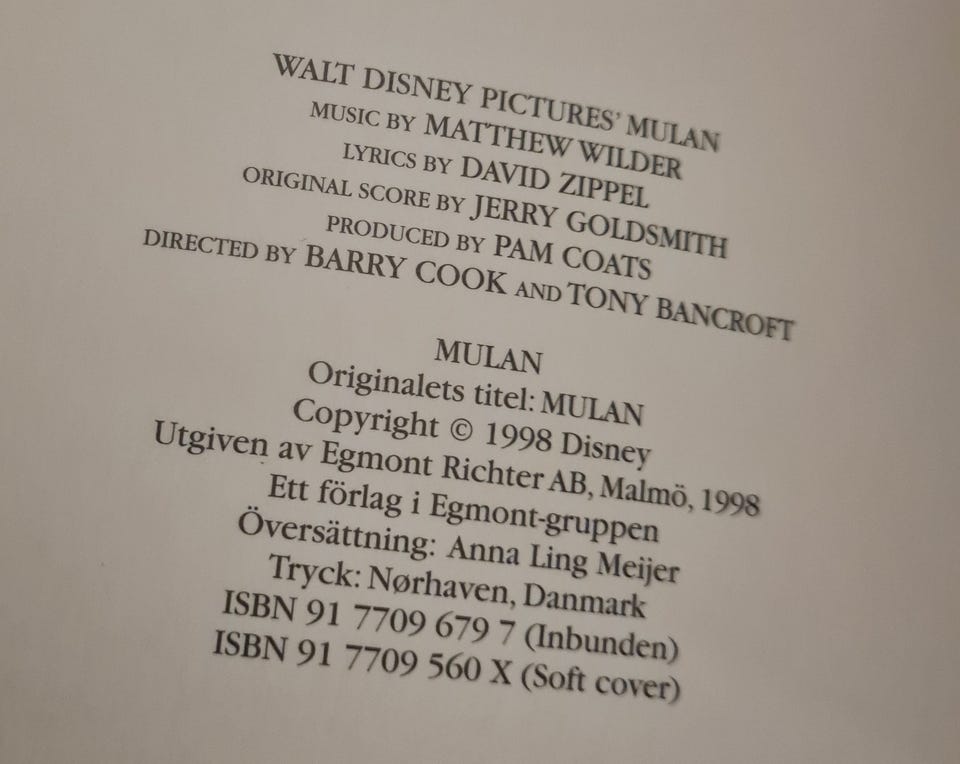 WALT DISNEY PICTURES' MULAN
MUSIC BY MATTHEW WILDER
LYRICS BY DAVID ZIPPEL
ORIGINAL SCORE BY JERRY GOLDSMITH
PRODUCED BY PAM COATS
DIRECTED BY BARRY COOK AND TONY BANCROFT
MULAN
Originalets titel: MULAN
Copyright © 1998 Disney
Utgiven av Egmont Richter AB, Malmö, 1998
Ett förlag i Egmont-gruppen
Översättning: Anna Ling Meijer
Tryck: Nørhaven, Danmark
ISBN 91 7709 679 7 (Inbunden)
ISBN 91 7709 560 X (Soft cover)